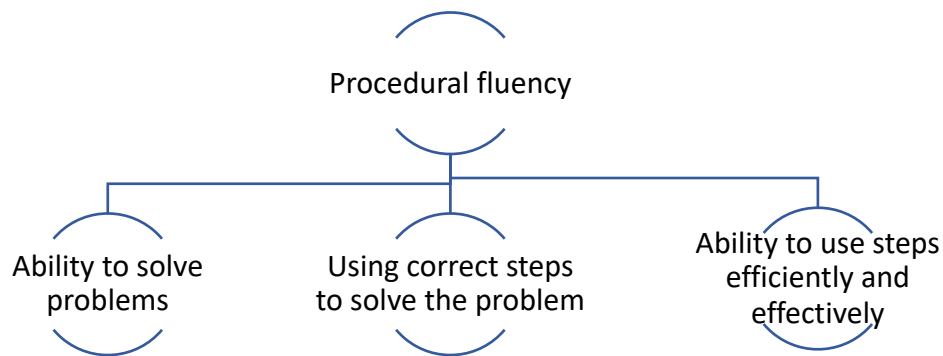 Procedural fluency
Ability to solve
problems
Using correct steps
to solve the problem
Ability to use steps
efficiently and
effectively